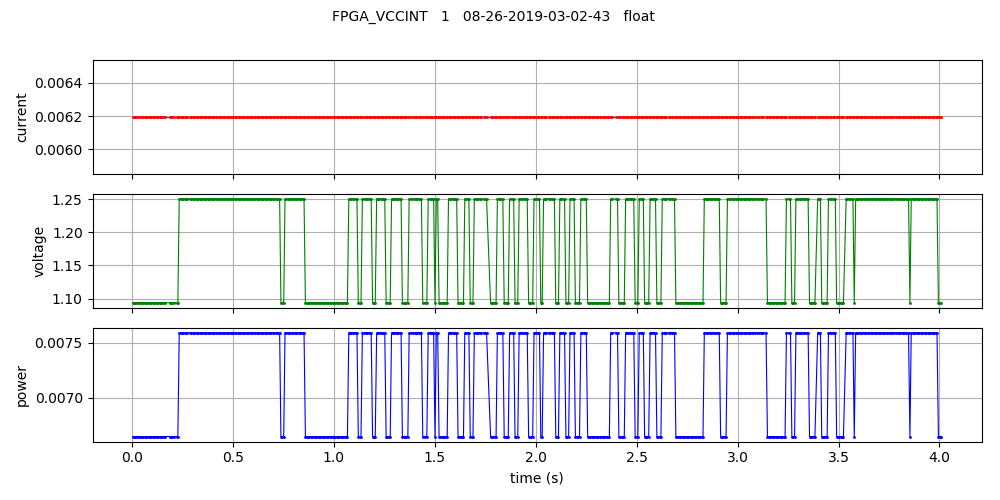 FPGA_VCCINT 1 08-26-2019-03-02-43 float
0.0064
0.0062
0.0060
current
1.25
1.20
1.15
1.10
voltage
0.0075
0.0070
power
0.0 0.5 1.0 1.5 2.0 2.5 3.0 3.5 4.0
time (s)